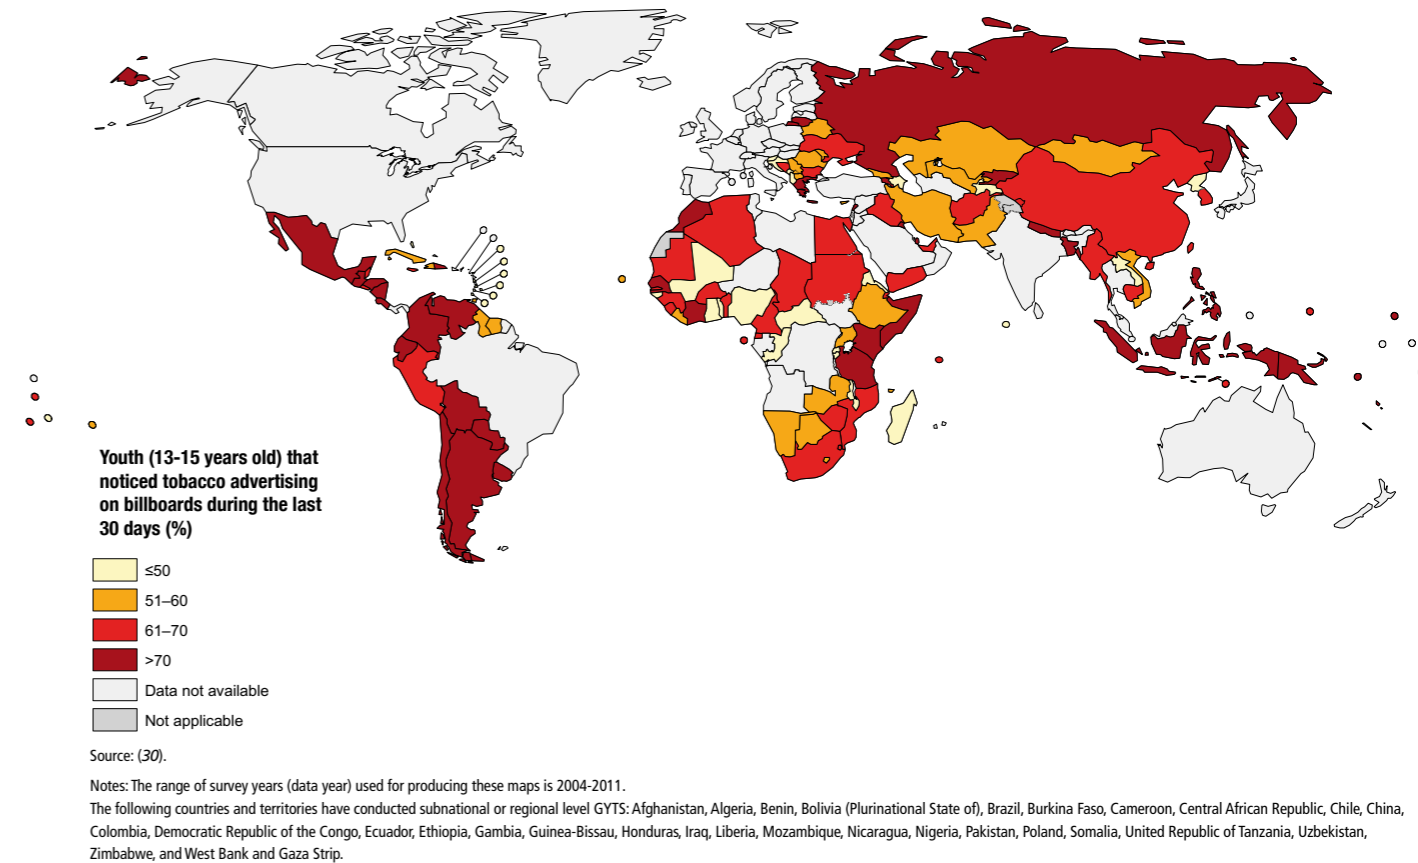 Youth (13-15 years old) that
noticed tobacco advertising
on billboards during the last
30 days (%)
≤50
51–60
61–70
>70
Data not available
Not applicable
Source: (30).
Notes: The range of survey years (data year) used for producing these maps is 2004-2011.
The following countries and territories have conducted subnational or regional level GYTS: Afghanistan, Algeria, Benin, Bolivia (Plurinational State of), Brazil, Burkina Faso, Cameroon, Central African Republic, Chile, China,
Colombia, Democratic Republic of the Congo, Ecuador, Ethiopia, Gambia, Guinea-Bissau, Honduras, Iraq, Liberia, Mozambique, Nicaragua, Nigeria, Pakistan, Poland, Somalia, United Republic of Tanzania, Uzbekistan,
Zimbabwe, and West Bank and Gaza Strip.